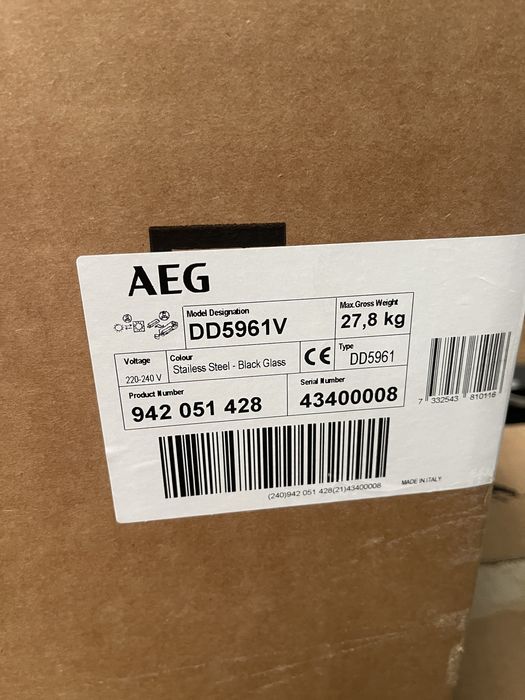 AEG
Model Designation
DD5961V
Max.Gross Weight
27,8 kg
Voltage
220-240 V
Colour
Stailess Steel - Black Glass
CE
Type
DD5961
Product Number
942 051 428
Serial Number
43400008
7 332543 810116
(240)942 051 428(21)43400008
MADE IN ITALY